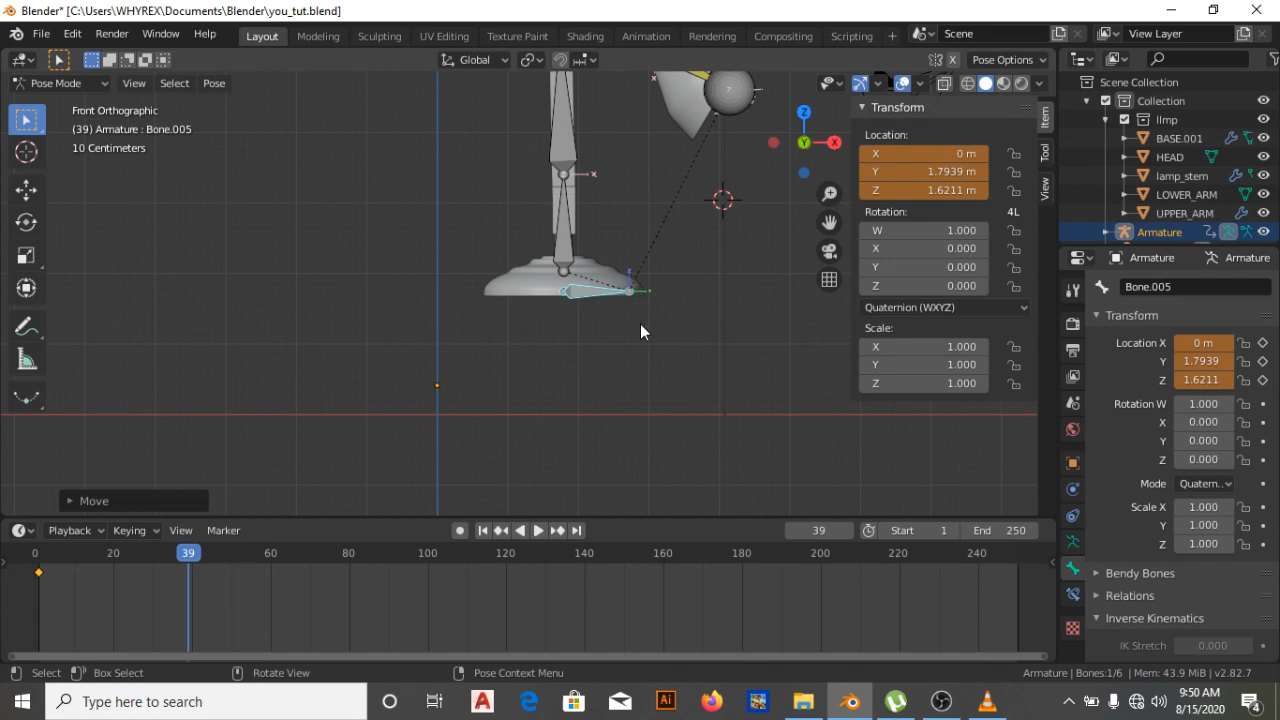 Blender* [C:\Users\WHYREX\Documents\Blender\you_tut.blend]
File Edit Render Window Help Layout Modeling Sculpting UV Editing Texture Paint Shading Animation Rendering Compositing Scripting + Scene View Layer
Global X Pose Options
Pose Mode View Select Pose
Front Orthographic
(39) Armature : Bone.005
10 Centimeters
Z
Y X
x
Transform
Location:
X 0 m
Y 1.7939 m
Z 1.6211 m
Rotation: 4L
W 1.000
X 0.000
Y 0.000
Z 0.000
Quaternion (WXYZ)
Scale:
X 1.000
Y 1.000
Z 1.000
Item
Tool
View
Scene Collection
Collection
llmp
BASE.001
HEAD
lamp_stem
LOWER_ARM
UPPER_ARM
Armature
Armature Armature
Bone.005
Transform
Location X 0 m
Y 1.7939
Z 1.6211
Rotation W 1.000
X 0.000
Y 0.000
Z 0.000
Mode Quatern..
Scale X 1.000
Y 1.000
Z 1.000
Bendy Bones
Relations
Inverse Kinematics
IK Stretch 0.000
Move
Playback Keying View Marker 39 Start 1 End 250
0 20 39 60 80 100 120 140 160 180 200 220 240
Select Box Select Rotate View Pose Context Menu Armature | Bones:1/6 | Mem: 43.9 MiB | v2.82.7
Type here to search
9:50 AM
8/15/2020
4